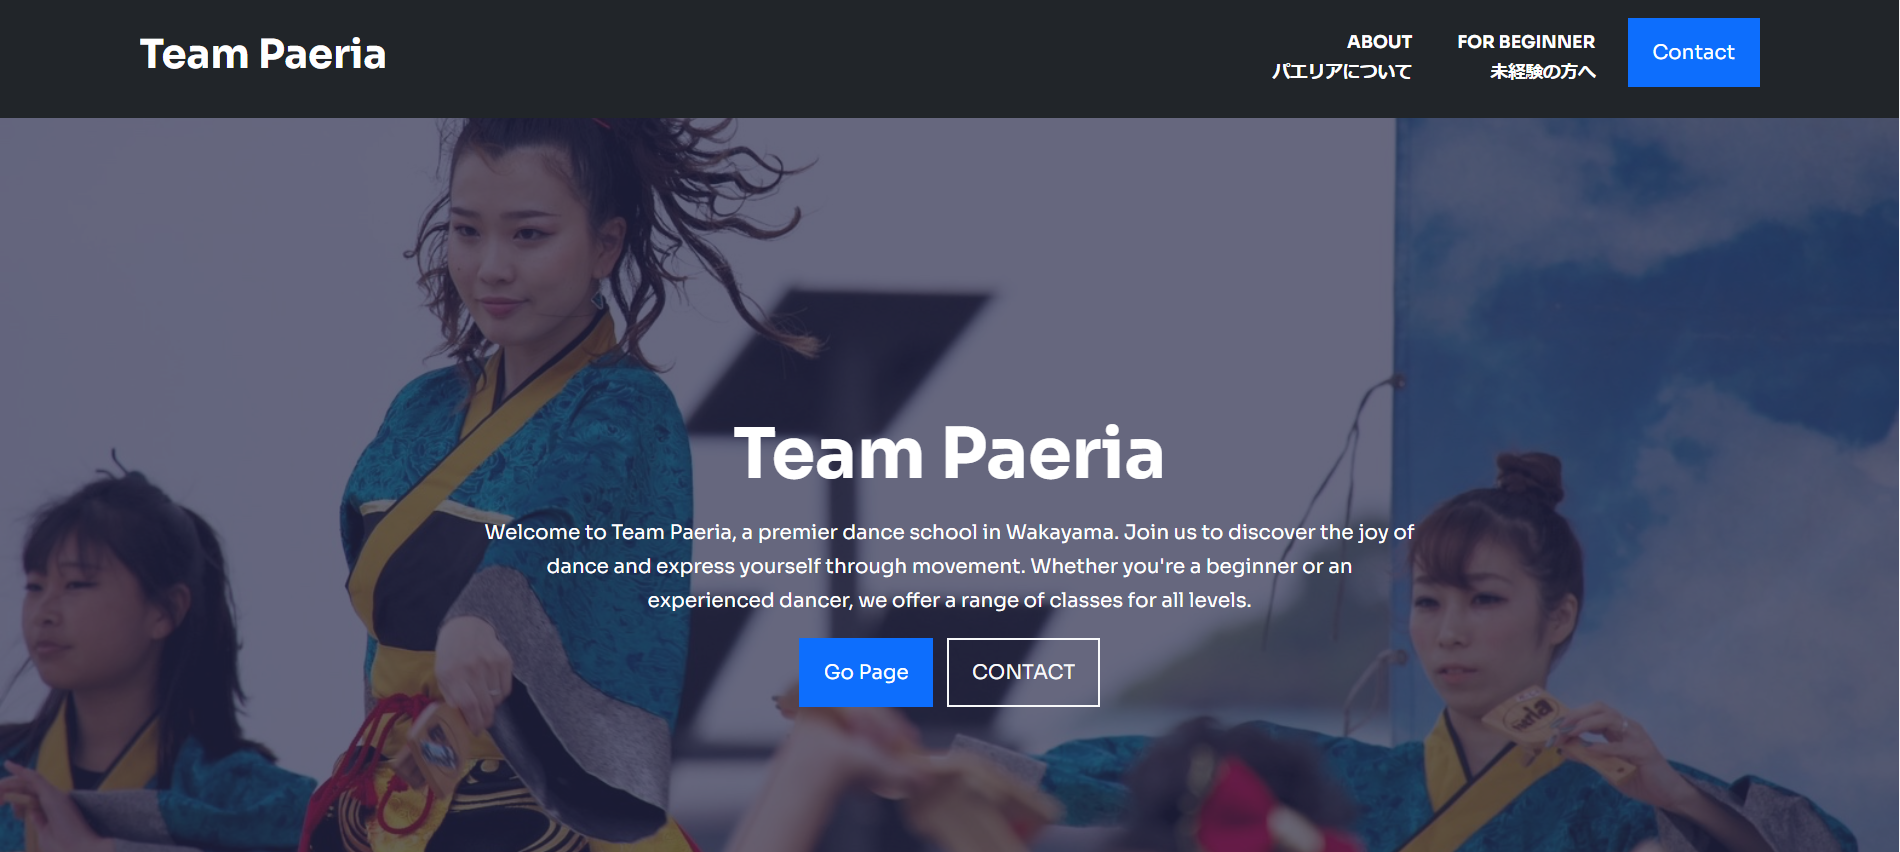 Team Paeria
ABOUT
パエリアについて
FOR BEGINNER
未経験の方へ
Contact
Team Paeria
Welcome to Team Paeria, a premier dance school in Wakayama. Join us to discover the joy of
dance and express yourself through movement. Whether you're a beginner or an
experienced dancer, we offer a range of classes for all levels.
Go Page
CONTACT